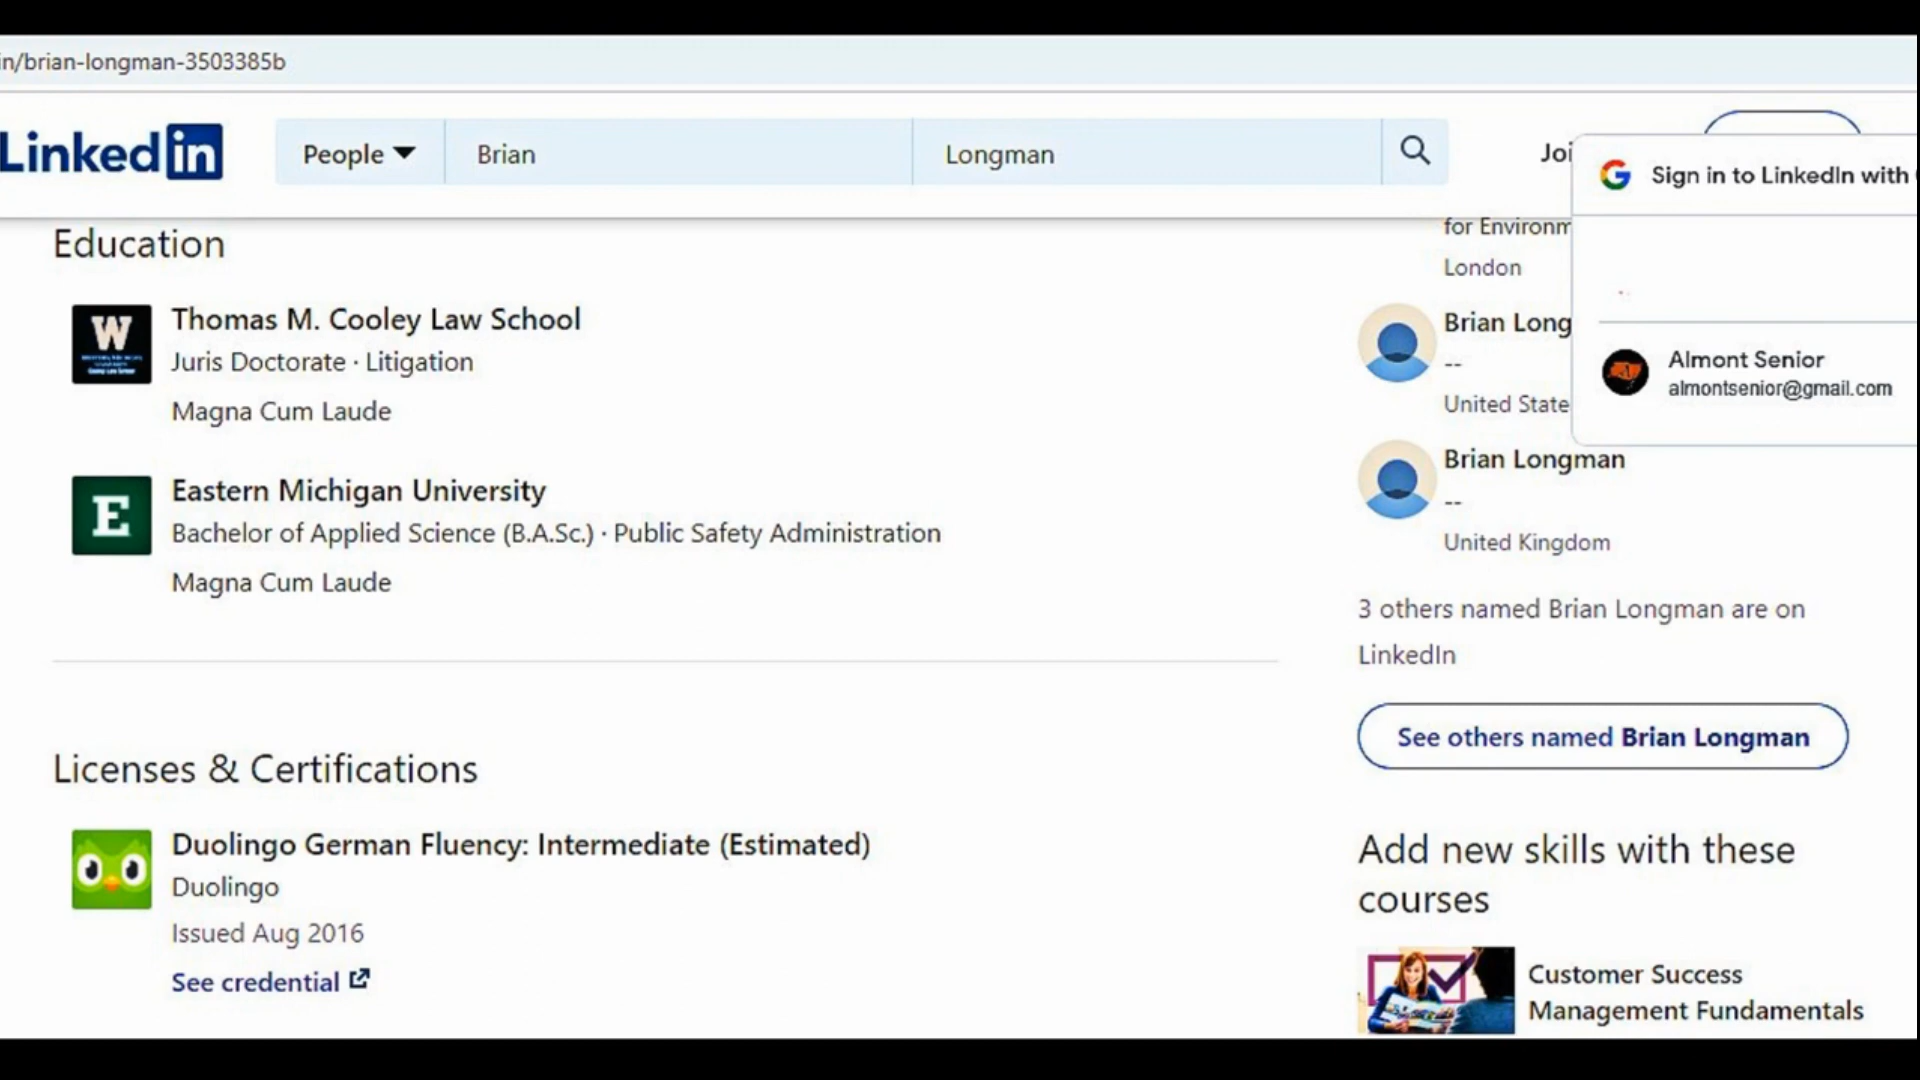 in/brian-longman-3503385b
Linkedin
People
Brian
Longman
Joi
Sign in to LinkedIn with
Education
for Environm
London
Thomas M. Cooley Law School
Juris Doctorate · Litigation
Magna Cum Laude
Brian Long
--
United State
Almont Senior
almontsenior@gmail.com
Eastern Michigan University
Bachelor of Applied Science (B.A.Sc.) · Public Safety Administration
Magna Cum Laude
Brian Longman
--
United Kingdom
3 others named Brian Longman are on
LinkedIn
See others named Brian Longman
Licenses & Certifications
Duolingo German Fluency: Intermediate (Estimated)
Duolingo
Issued Aug 2016
See credential
Add new skills with these
courses
Customer Success
Management Fundamentals